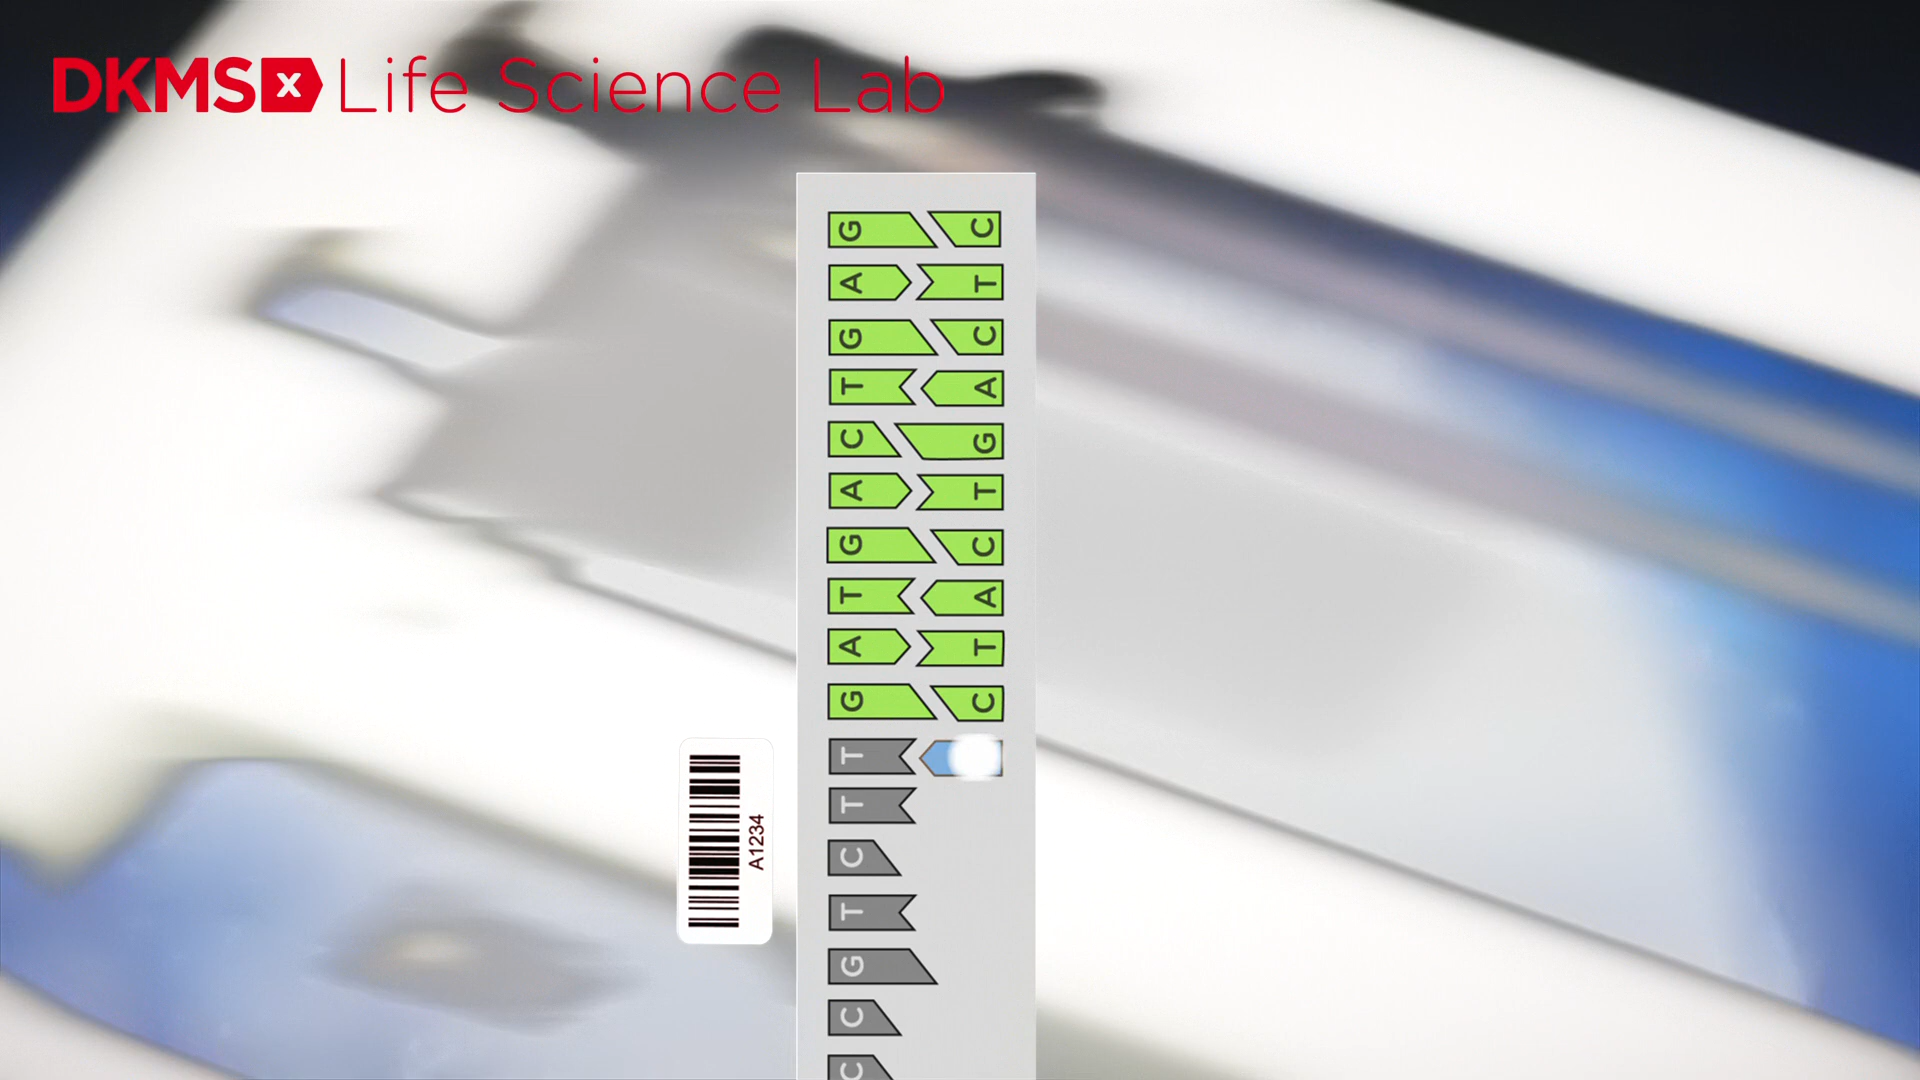 DKMS x Life Science Lab
G C
A T
G C
T A
C G
A T
G C
T A
A T
G C
T
T
C
T
G
C
C
A1234